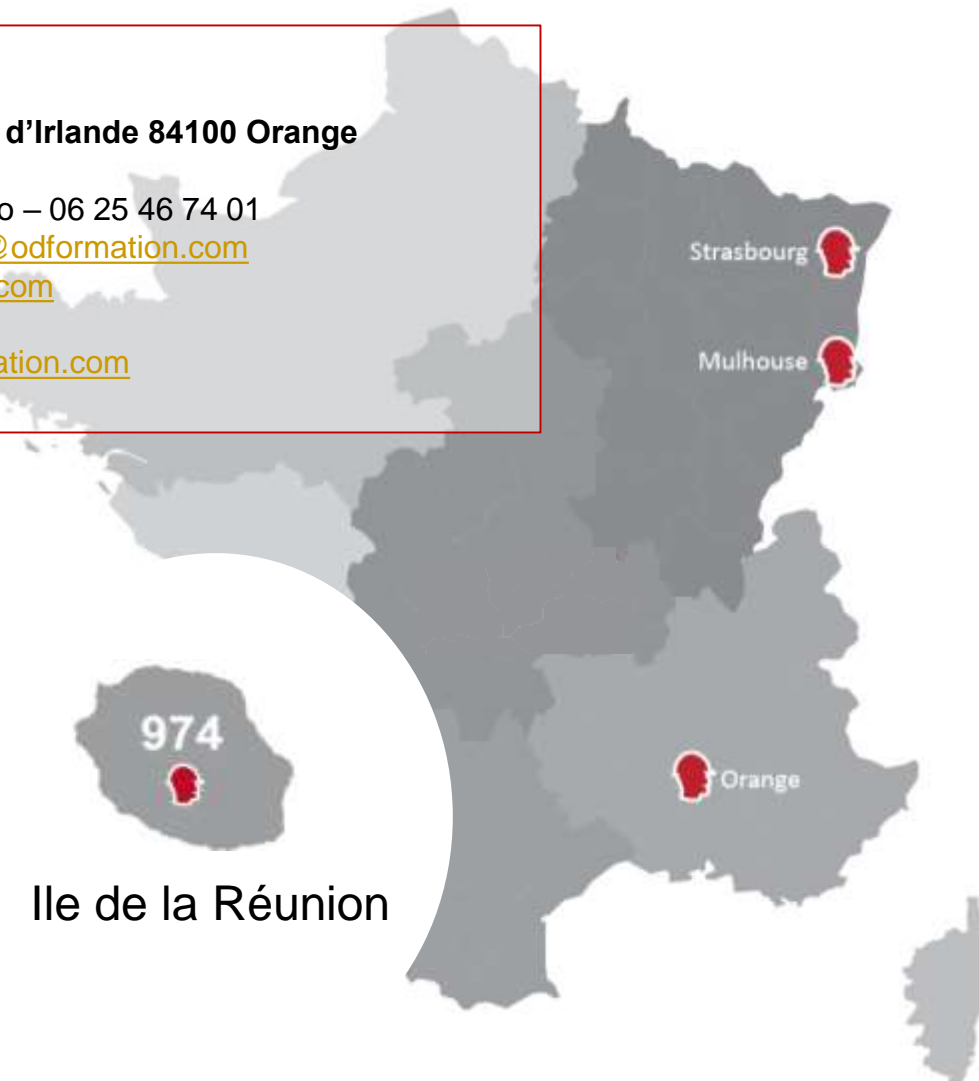 d’Irlande 84100 Orange
o – 06 25 46 74 01
@odformation.com
.com
ation.com
Strasbourg
Mulhouse
974
Orange
Ile de la Réunion